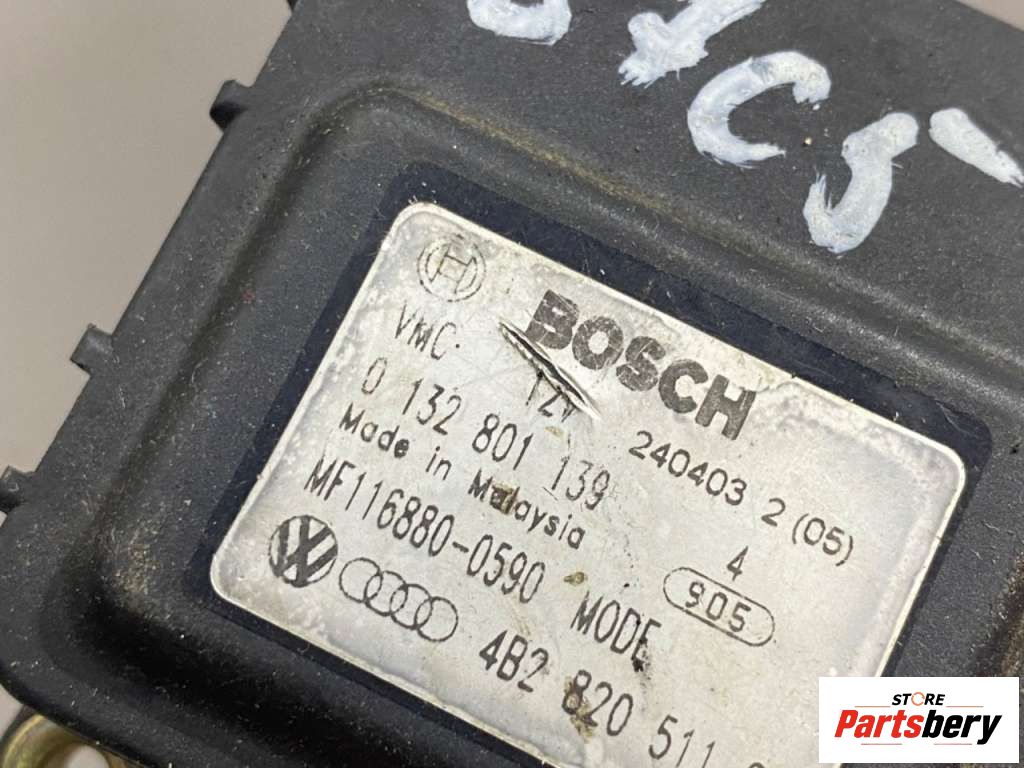 C5
BOSCH
VMC. 12V
240403 2 (05)
0 132 801 139
Made in Malaysia
4
905
MF116880-0590 MODE
4B2 820 511
STORE
Partsbery